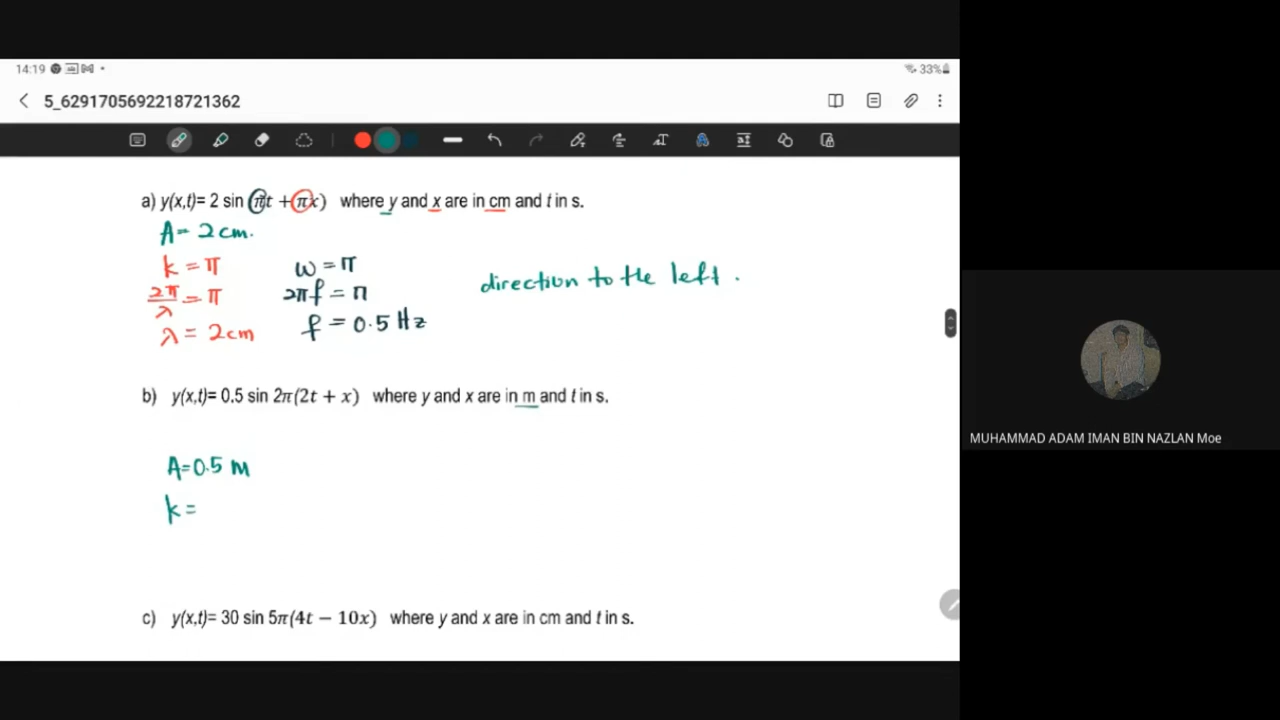 14:19 33%
5_6291705692218721362
a) y(x,t)= 2 sin (πt + πx) where y and x are in cm and t in s.
A= 2cm.
k = π ω = π direction to the left.
2π/λ = π 2πf = π
λ = 2cm f = 0.5 Hz
b) y(x,t)= 0.5 sin 2π(2t + x) where y and x are in m and t in s.
A=0.5 m
k =
c) y(x,t)= 30 sin 5π(4t − 10x) where y and x are in cm and t in s.
MUHAMMAD ADAM IMAN BIN NAZLAN Moe